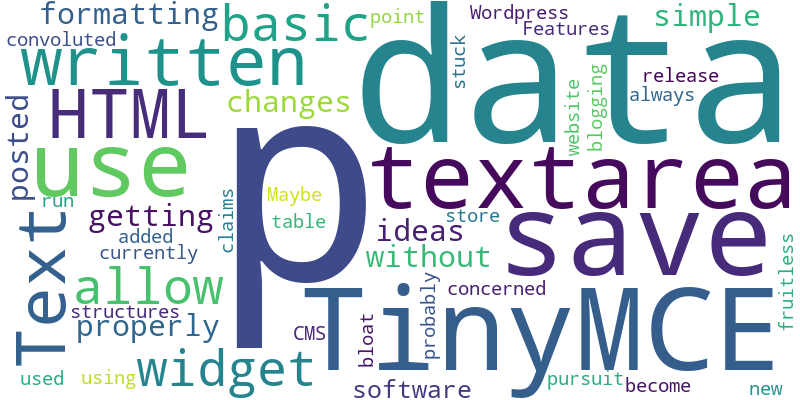 formatting
basic
point
Wordpress
simple
convoluted
written
data
Features
stuck
release
HTML
changes
website
blogging
always
posted
use
p
textarea
run
getting
claims
Maybe
table
store
ideas
save
Text
added
currently
without
allow
structures
properly
TinyMCE
concerned
probably
fruitless
CMS
bloat
widget
used
using
software
pursuit
become
new